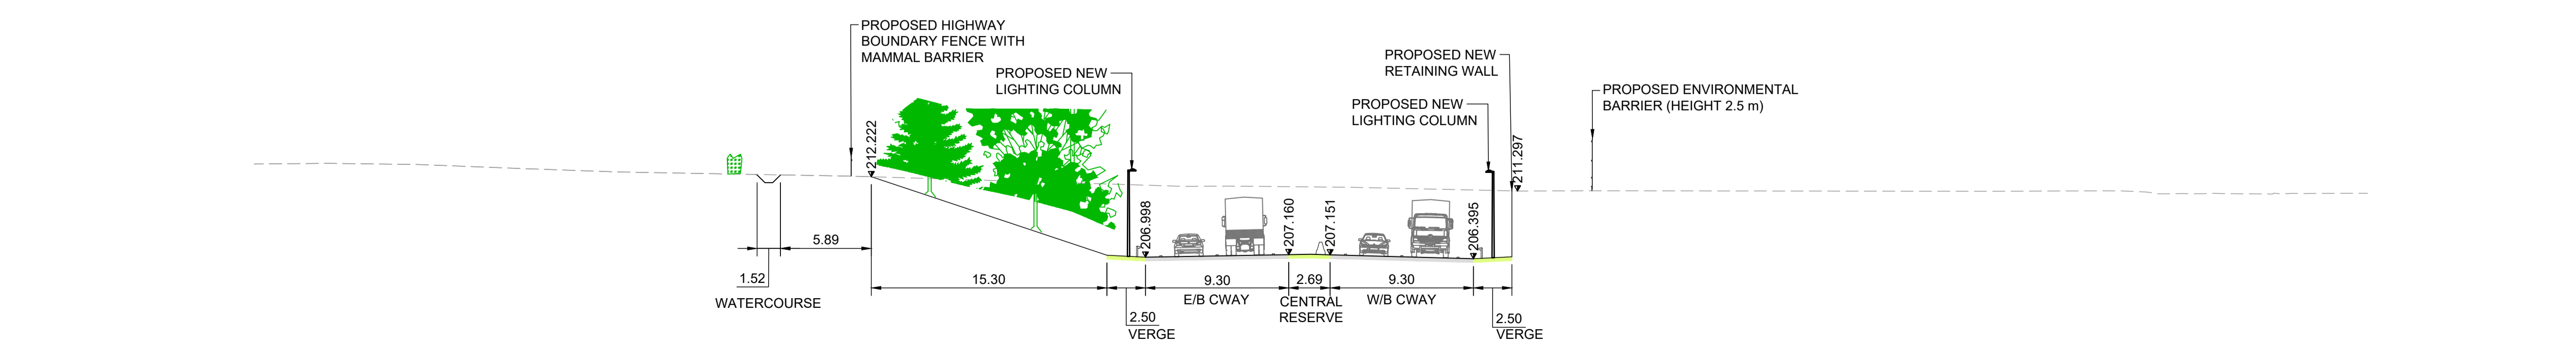 PROPOSED HIGHWAY
BOUNDARY FENCE WITH
MAMMAL BARRIER
PROPOSED NEW
LIGHTING COLUMN
PROPOSED NEW
RETAINING WALL
PROPOSED NEW
LIGHTING COLUMN
PROPOSED ENVIRONMENTAL
BARRIER (HEIGHT 2.5 m)
212.222
206.998
207.160
207.151
206.395
211.297
5.89
1.52
WATERCOURSE
15.30
2.50
VERGE
9.30
E/B CWAY
2.69
CENTRAL
RESERVE
9.30
W/B CWAY
2.50
VERGE